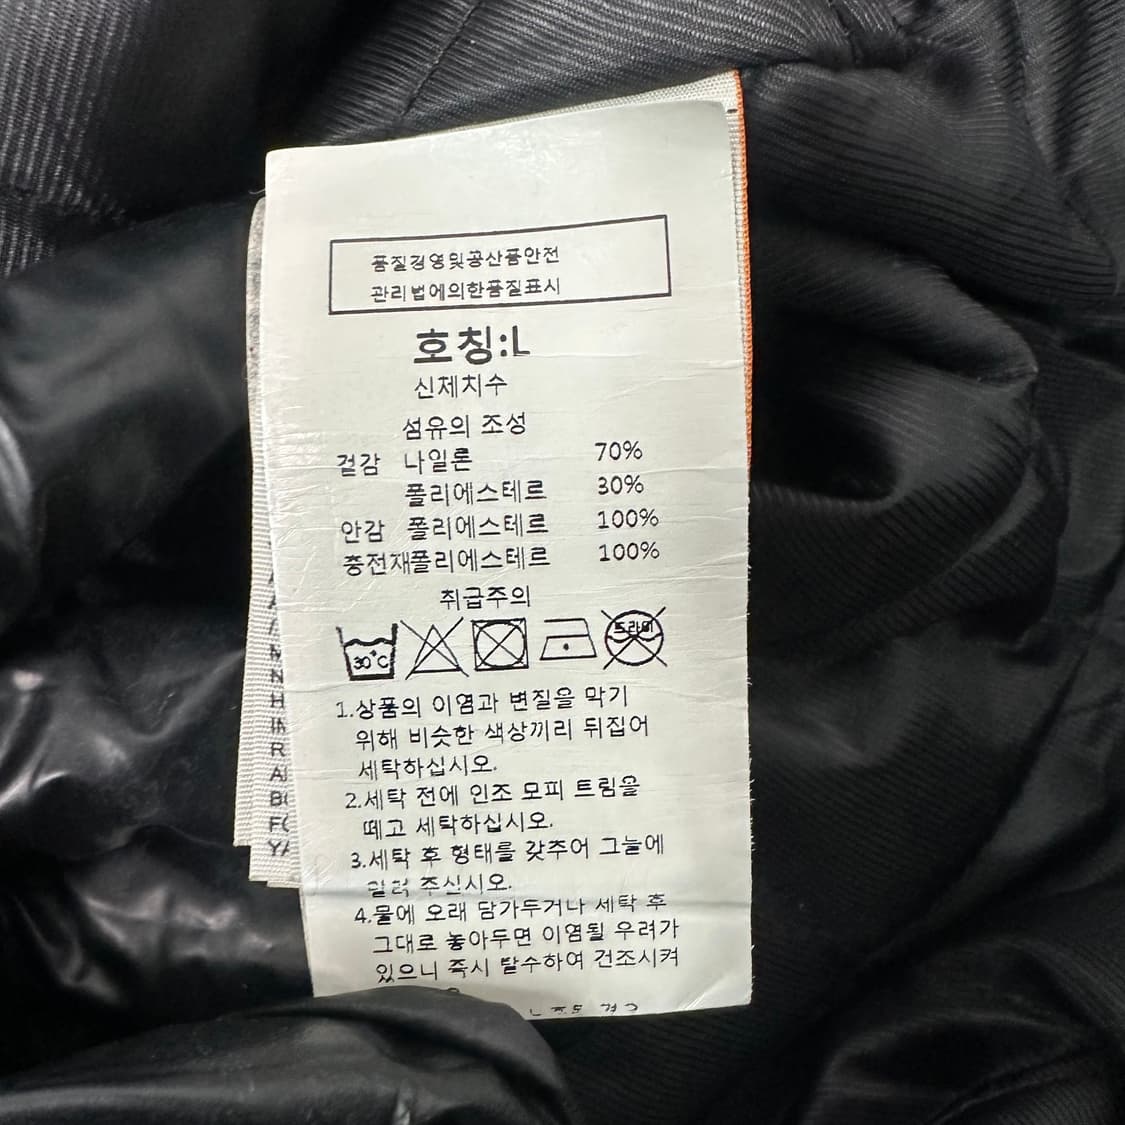 품질경영및공산품안전
관리법에의한품질표시
호칭:L
신체치수
섬유의 조성
겉감 나일론 70%
폴리에스테르 30%
안감 폴리에스테르 100%
충전재폴리에스테르 100%
취급주의
30°C
드라이
1.상품의 이염과 변질을 막기
위해 비슷한 색상끼리 뒤집어
세탁하십시오.
2.세탁 전에 인조 모피 트림을
떼고 세탁하십시오.
3.세탁 후 형태를 갖추어 그늘에
주십시오.
4.물에 오래 담가두거나 세탁 후
그대로 놓아두면 이염될 우려가
있으니 즉시 탈수하여 건조시켜